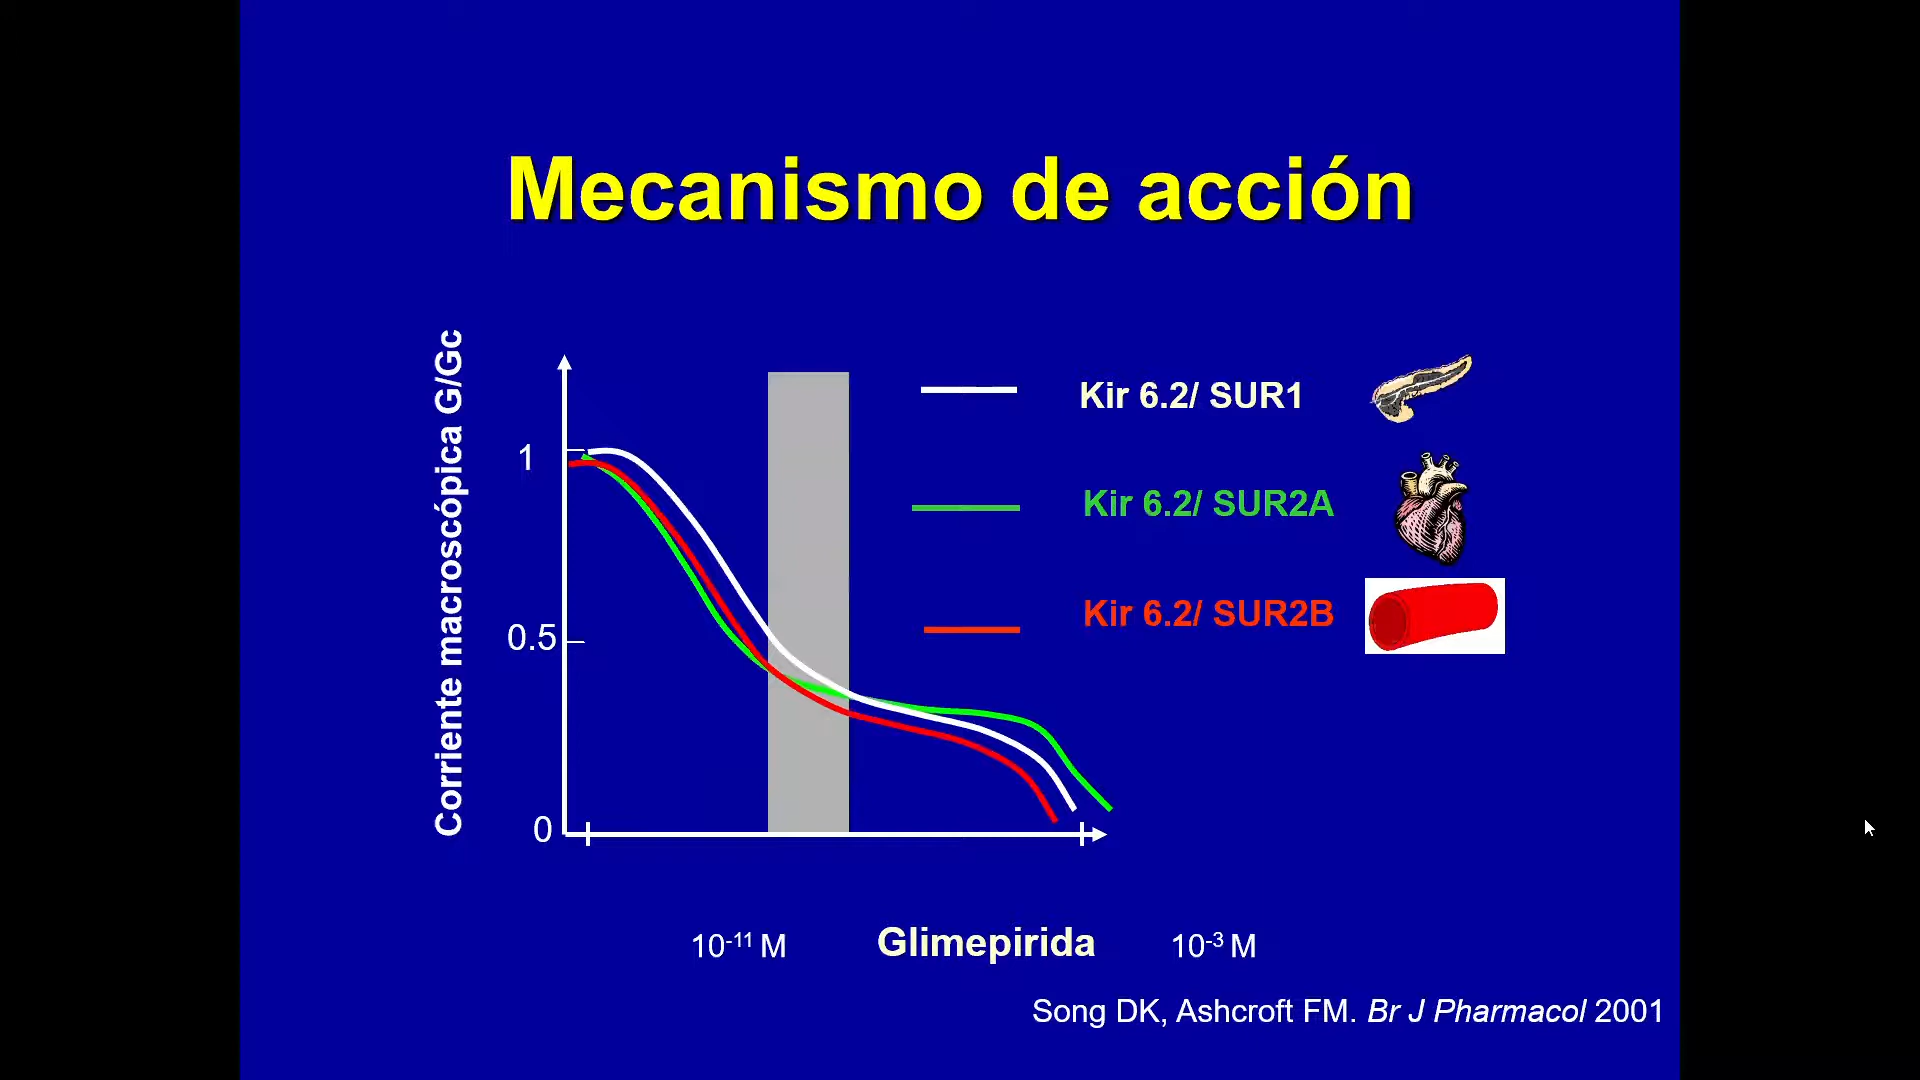 Mecanismo de acción
Corriente macroscópica G/Gc
1
0.5
0
Kir 6.2/ SUR1
Kir 6.2/ SUR2A
Kir 6.2/ SUR2B
10⁻¹¹ M
Glimepirida
10⁻³ M
Song DK, Ashcroft FM. Br J Pharmacol 2001